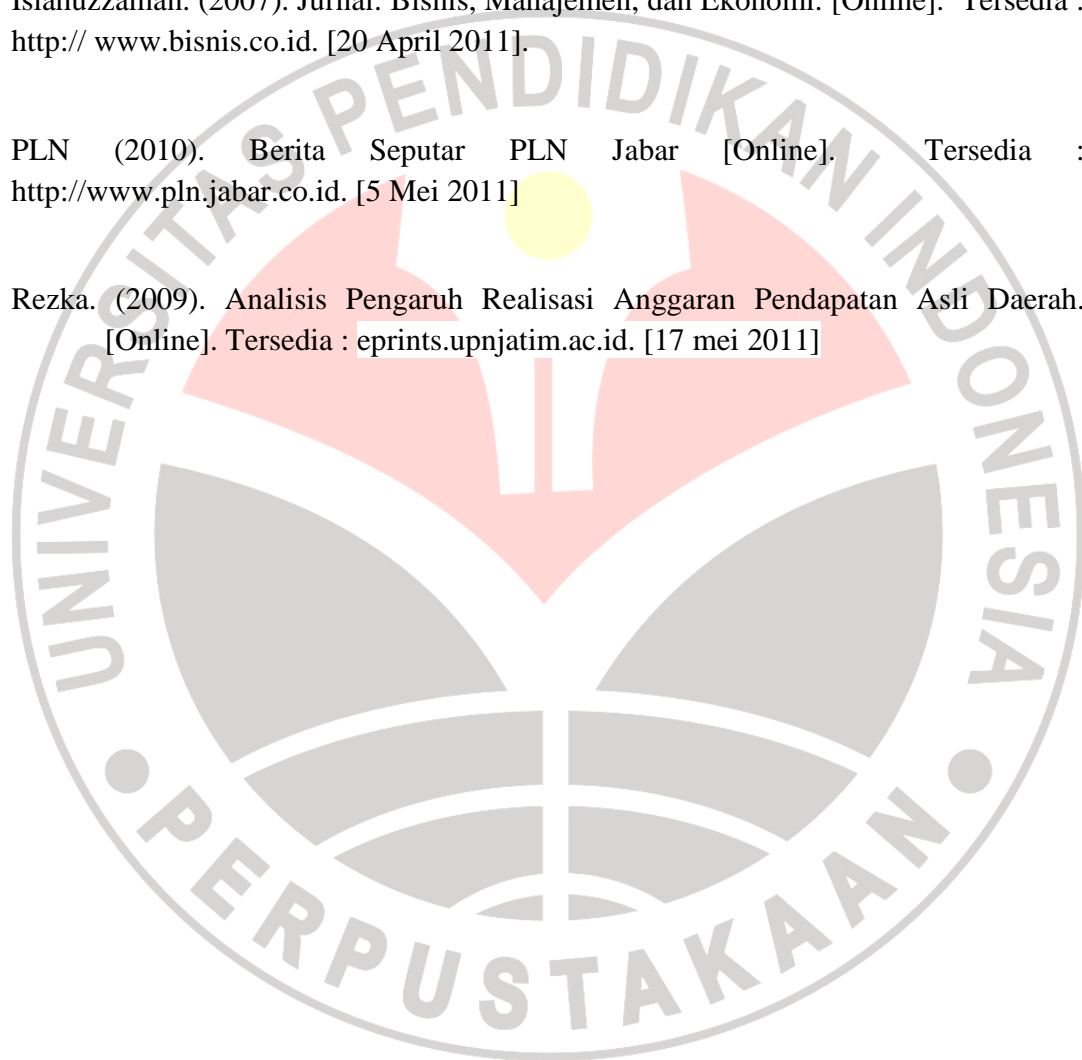 (2007). Jurnal: Bisnis, Manajemen, dan Ekonomi. [Online]. Tersedia :
http:// www.bisnis.co.id. [20 April 2011].
PLN (2010). Berita Seputar PLN Jabar [Online]. Tersedia :
http://www.pln.jabar.co.id. [5 Mei 2011]
Rezka. (2009). Analisis Pengaruh Realisasi Anggaran Pendapatan Asli Daerah.
[Online]. Tersedia : eprints.upnjatim.ac.id. [17 mei 2011]
UNIVERSITAS PENDIDIKAN INDONESIA
PERPUSTAKAAN